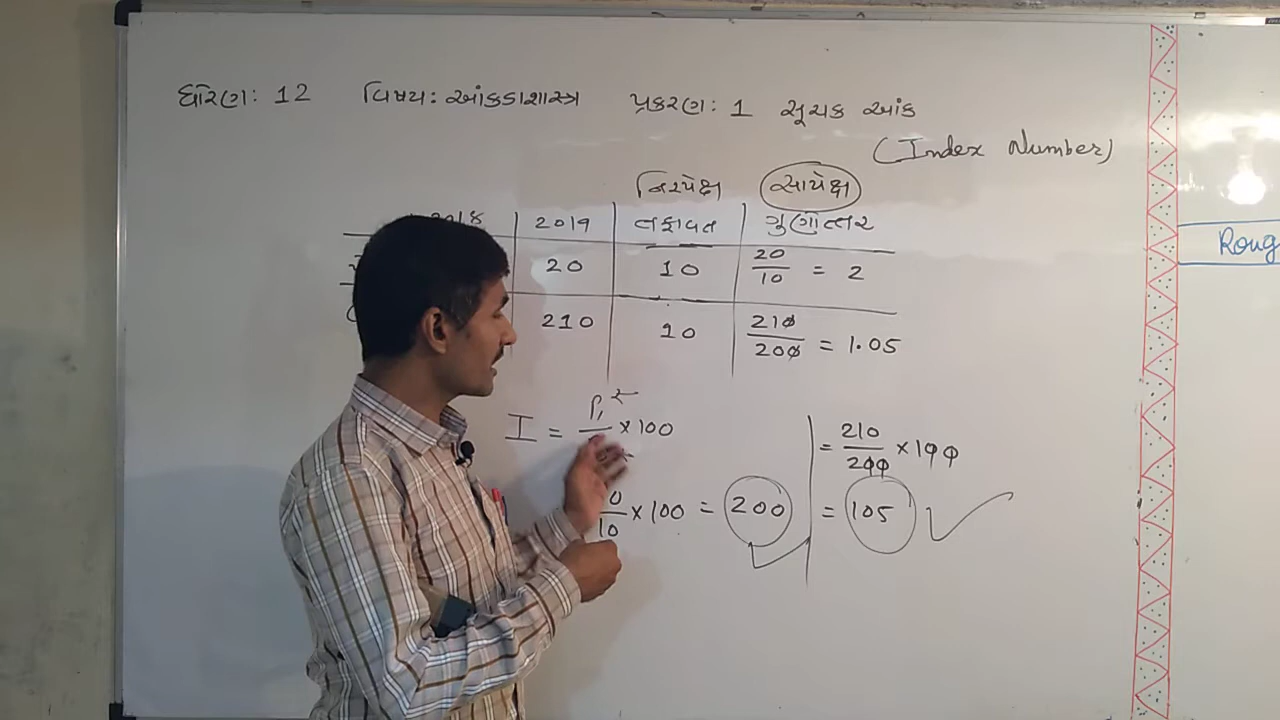 ધોરણ: 12 વિષય: આંકડાશાસ્ત્ર પ્રકરણ: 1 સૂચક આંક
(Index Number)
નિરપેક્ષ સાપેક્ષ
2019 તફાવત ગુણોત્તર
20 10 20/10 = 2
210 10 210/200 = 1.05
I = P₁/ ×100
0/10 ×100 = 200
= 210/200 ×100
= 105
Roug